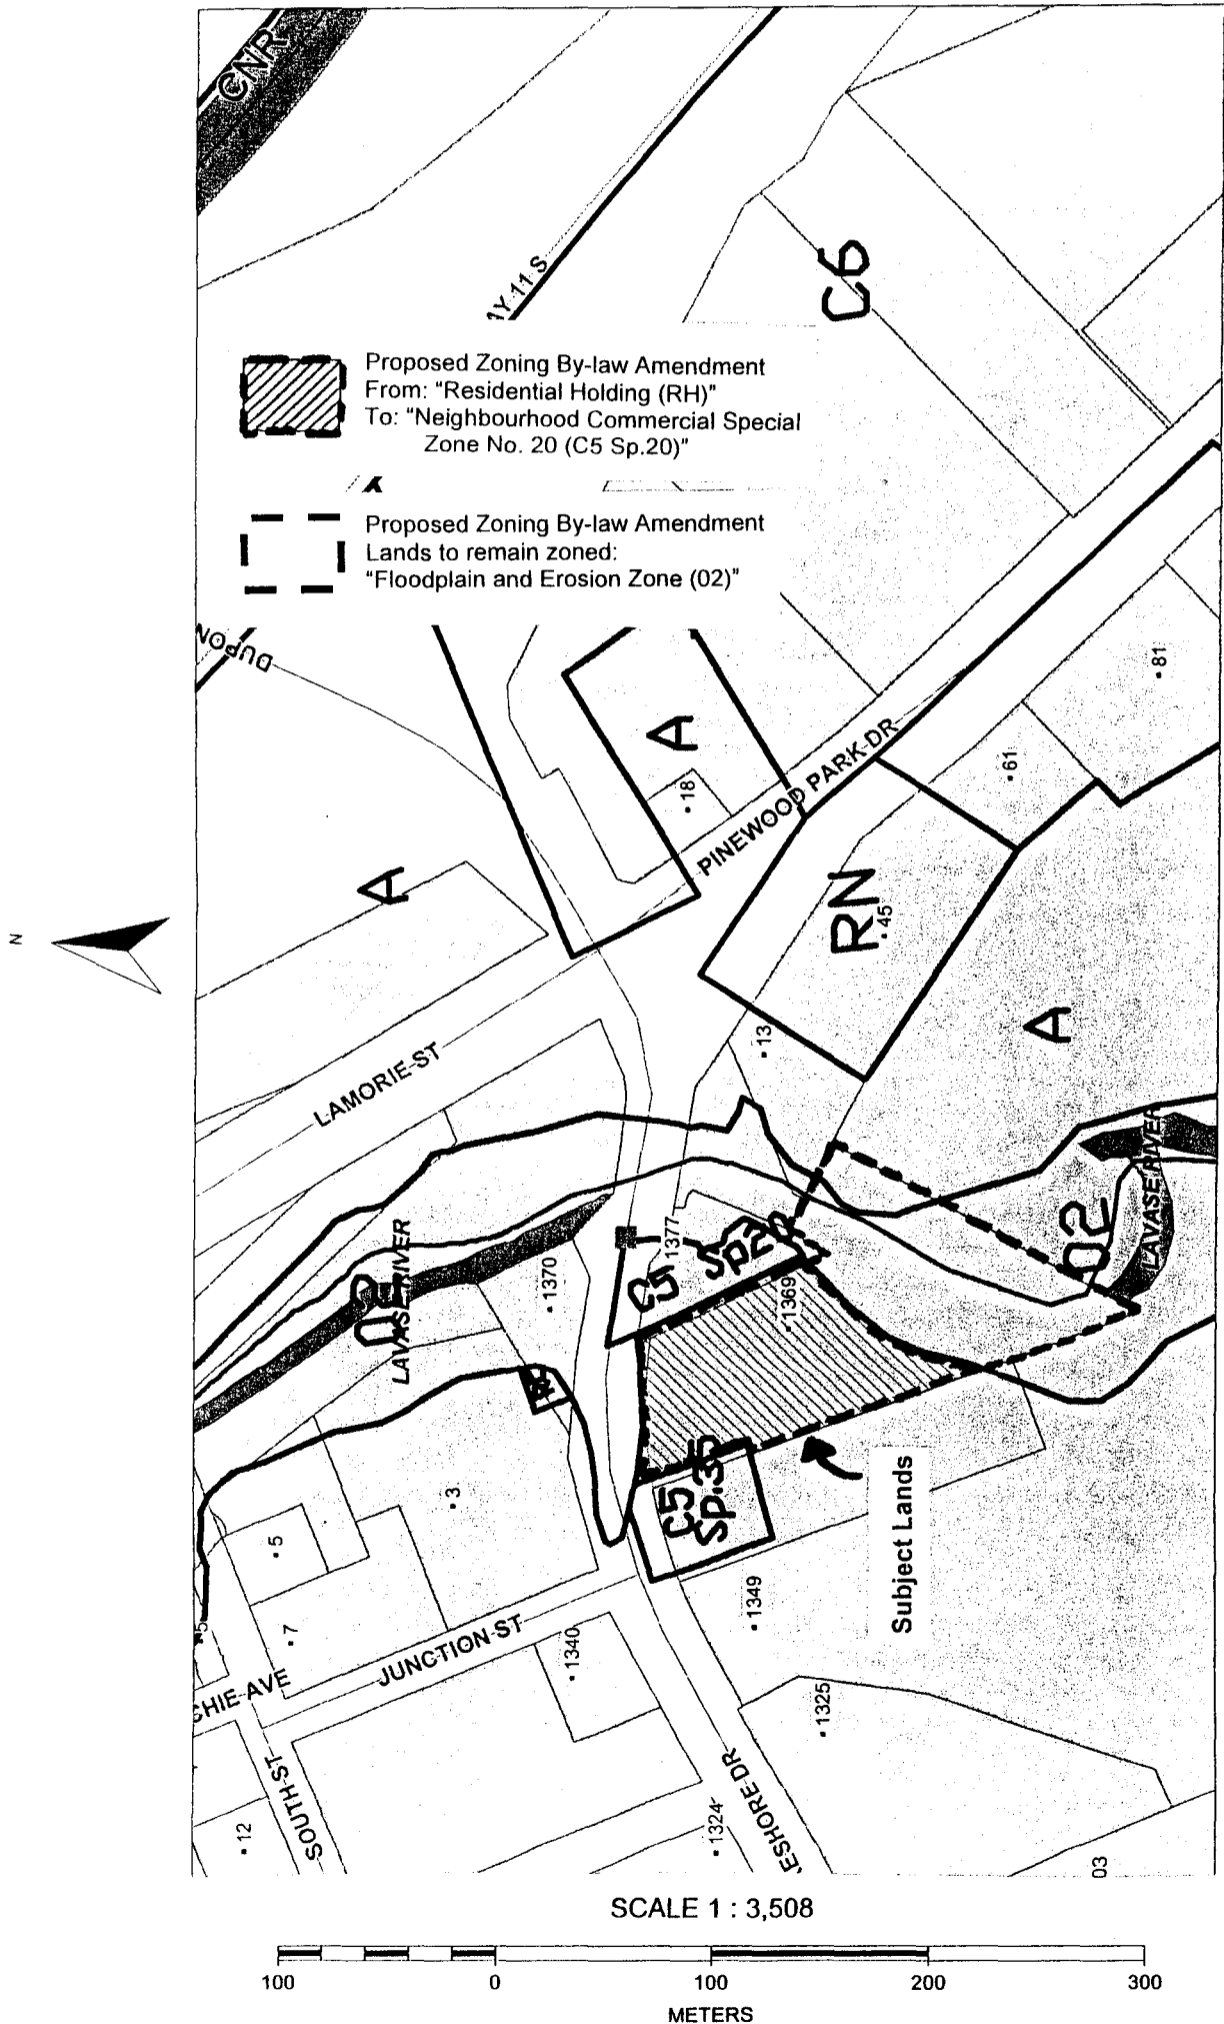 CNR
HY 11 S
C6
Proposed Zoning By-law Amendment
From: "Residential Holding (RH)"
To: "Neighbourhood Commercial Special
Zone No. 20 (C5 Sp.20)"
Proposed Zoning By-law Amendment
Lands to remain zoned:
"Floodplain and Erosion Zone (02)"
DUPON
81
A
61
18
PINEWOOD PARK DR
A
RN
45
N
A
13
LAMORIE ST
LAVASE RIVER
02
1377
C5
Sp20
02
LAVASE RIVER
1370
1369
3
C5
Sp.35
5
Subject Lands
1349
5
7
JUNCTION ST
1340
CHIE AVE
1325
SOUTH ST
12
1324
ESHORE DR
03
SCALE 1 : 3,508
100 0 100 200 300
METERS